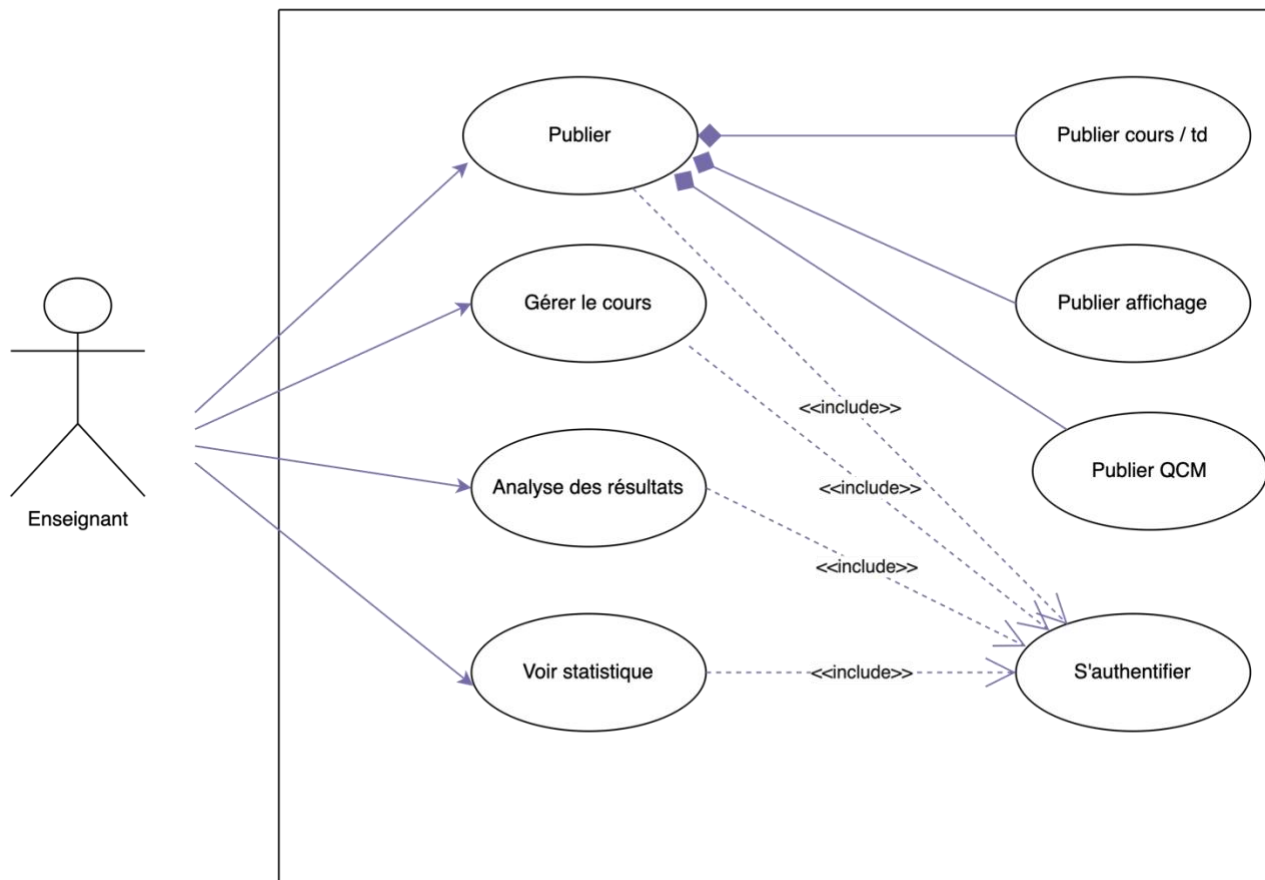 Publier
Publier cours / td
Gérer le cours
Publier affichage
<<include>>
Publier QCM
Analyse des résultats
<<include>>
Enseignant
<<include>>
Voir statistique
<<include>>
S'authentifier